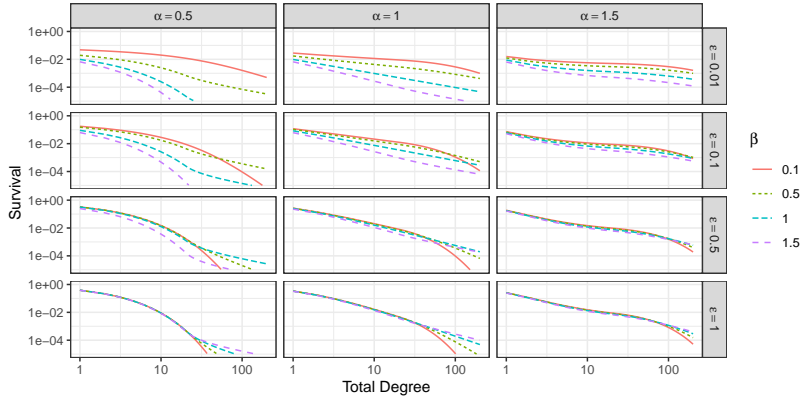 α = 0.5
α = 1
α = 1.5
1e+00
1e−02
1e−04
ε = 0.01
1e+00
1e−02
1e−04
ε = 0.1
1e+00
1e−02
1e−04
ε = 0.5
1e+00
1e−02
1e−04
ε = 1
1
10
100
1
10
100
1
10
100
Total Degree
Survival
β
0.1
0.5
1
1.5